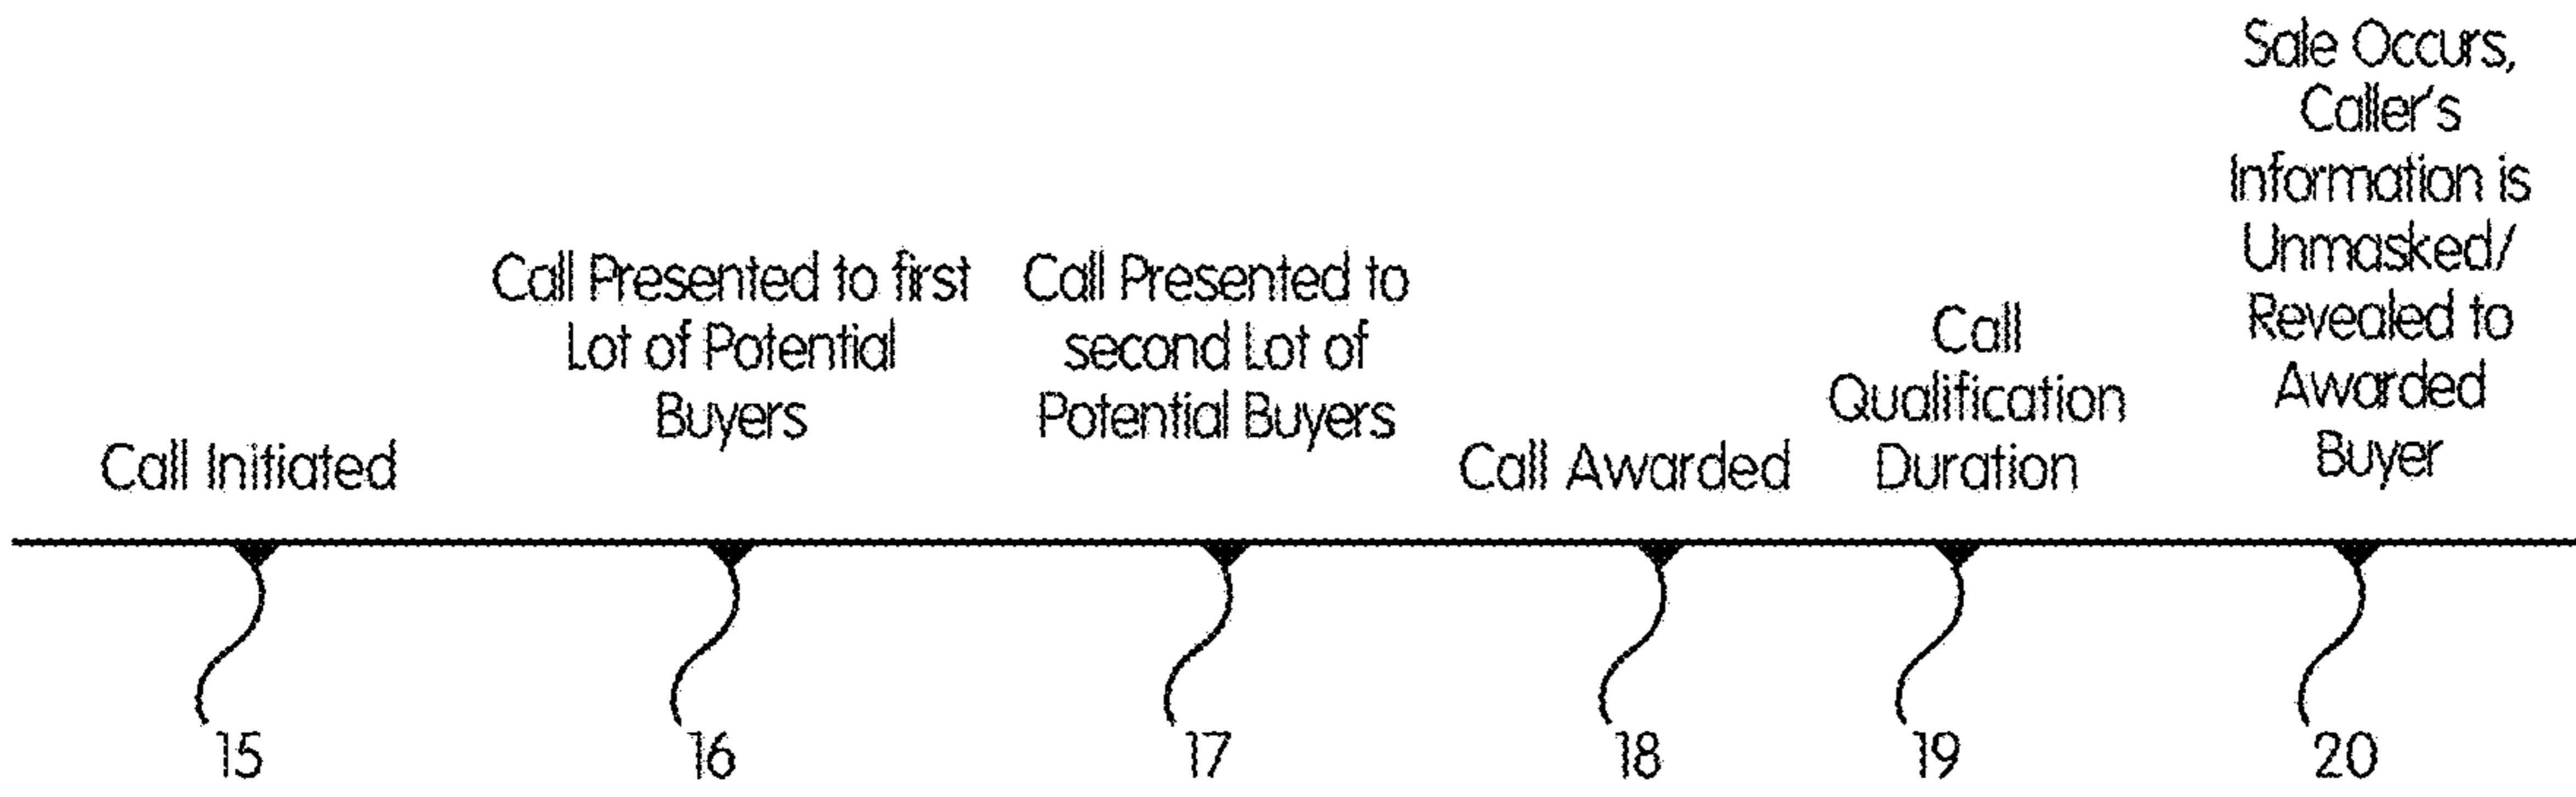 Call Initiated
Call Presented to first
Lot of Potential
Buyers
Call Presented to
second Lot of
Potential Buyers
Call Awarded
Call
Qualification
Duration
Sale Occurs,
Caller's
Information is
Unmasked/
Revealed to
Awarded
Buyer
15
16
17
18
19
20